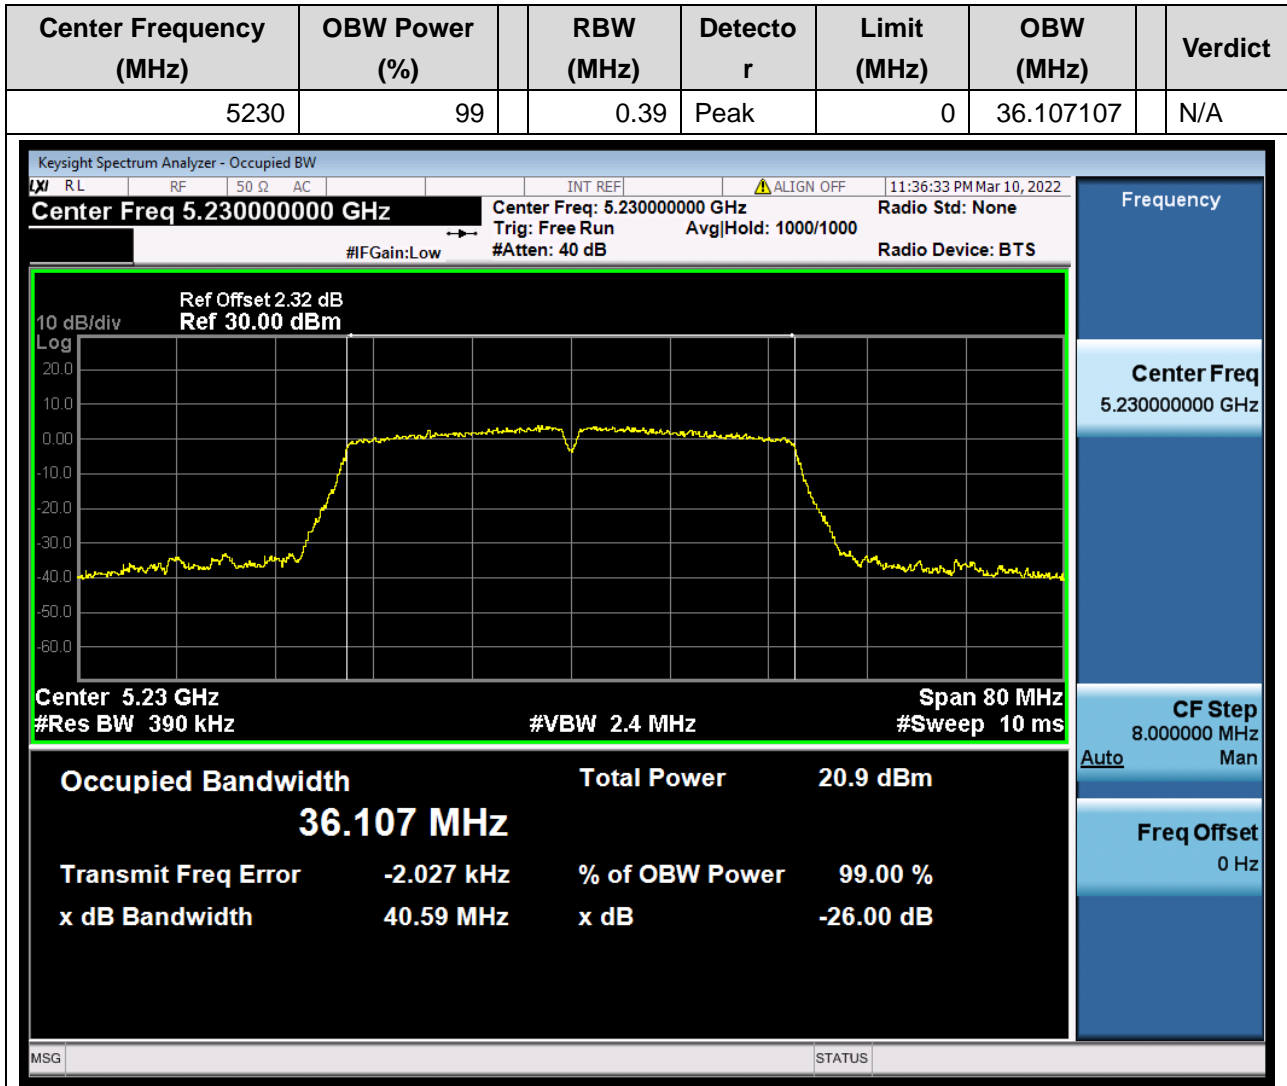 Center Frequency (MHz) OBW Power (%) RBW (MHz) Detecto r Limit (MHz) OBW (MHz) Verdict
5230 99 0.39 Peak 0 36.107107 N/A
Keysight Spectrum Analyzer - Occupied BW
LXI RL RF 50 Ω AC INT REF ALIGN OFF 11:36:33 PM Mar 10, 2022
Center Freq 5.230000000 GHz
Center Freq: 5.230000000 GHz
Radio Std: None
Trig: Free Run Avg|Hold: 1000/1000
#IFGain:Low #Atten: 40 dB Radio Device: BTS
Frequency
Ref Offset 2.32 dB
10 dB/div Ref 30.00 dBm
Log
20.0
10.0
0.00
-10.0
-20.0
-30.0
-40.0
-50.0
-60.0
Center 5.23 GHz Span 80 MHz
#Res BW 390 kHz #VBW 2.4 MHz #Sweep 10 ms
Center Freq
5.230000000 GHz
CF Step
8.000000 MHz
Auto Man
Freq Offset
0 Hz
Occupied Bandwidth Total Power 20.9 dBm
36.107 MHz
Transmit Freq Error -2.027 kHz % of OBW Power 99.00 %
x dB Bandwidth 40.59 MHz x dB -26.00 dB
MSG STATUS